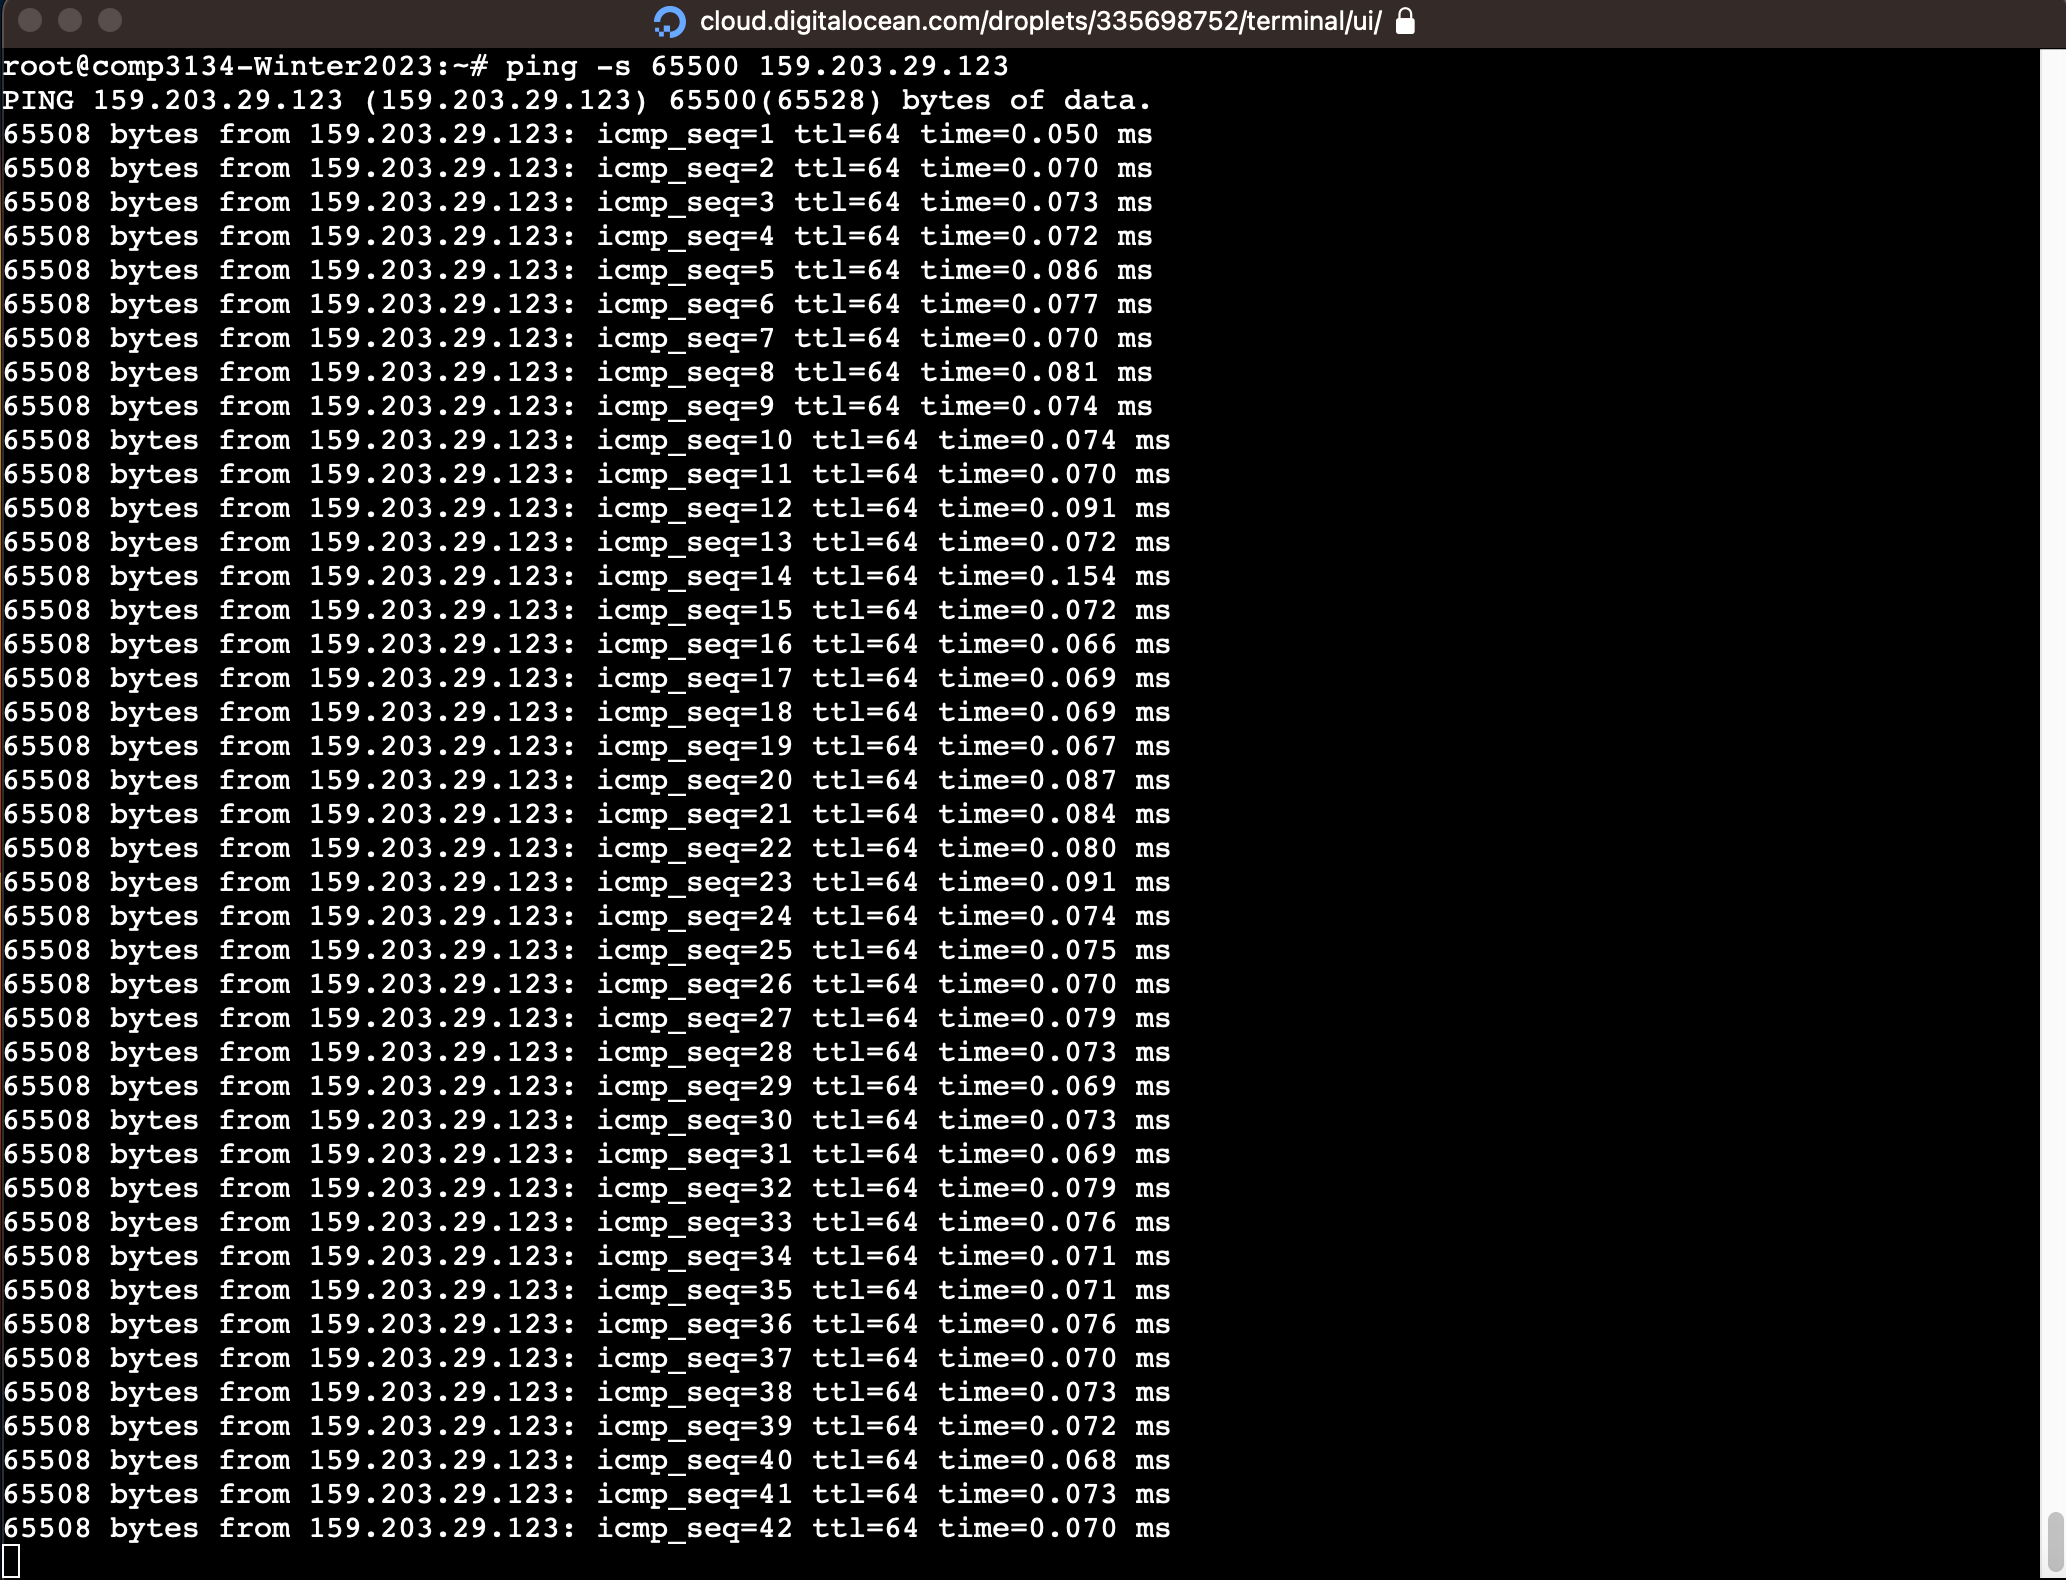 cloud.digitalocean.com/droplets/335698752/terminal/ui/
root@comp3134-Winter2023:~# ping -s 65500 159.203.29.123
PING 159.203.29.123 (159.203.29.123) 65500(65528) bytes of data.
65508 bytes from 159.203.29.123: icmp_seq=1 ttl=64 time=0.050 ms
65508 bytes from 159.203.29.123: icmp_seq=2 ttl=64 time=0.070 ms
65508 bytes from 159.203.29.123: icmp_seq=3 ttl=64 time=0.073 ms
65508 bytes from 159.203.29.123: icmp_seq=4 ttl=64 time=0.072 ms
65508 bytes from 159.203.29.123: icmp_seq=5 ttl=64 time=0.086 ms
65508 bytes from 159.203.29.123: icmp_seq=6 ttl=64 time=0.077 ms
65508 bytes from 159.203.29.123: icmp_seq=7 ttl=64 time=0.070 ms
65508 bytes from 159.203.29.123: icmp_seq=8 ttl=64 time=0.081 ms
65508 bytes from 159.203.29.123: icmp_seq=9 ttl=64 time=0.074 ms
65508 bytes from 159.203.29.123: icmp_seq=10 ttl=64 time=0.074 ms
65508 bytes from 159.203.29.123: icmp_seq=11 ttl=64 time=0.070 ms
65508 bytes from 159.203.29.123: icmp_seq=12 ttl=64 time=0.091 ms
65508 bytes from 159.203.29.123: icmp_seq=13 ttl=64 time=0.072 ms
65508 bytes from 159.203.29.123: icmp_seq=14 ttl=64 time=0.154 ms
65508 bytes from 159.203.29.123: icmp_seq=15 ttl=64 time=0.072 ms
65508 bytes from 159.203.29.123: icmp_seq=16 ttl=64 time=0.066 ms
65508 bytes from 159.203.29.123: icmp_seq=17 ttl=64 time=0.069 ms
65508 bytes from 159.203.29.123: icmp_seq=18 ttl=64 time=0.069 ms
65508 bytes from 159.203.29.123: icmp_seq=19 ttl=64 time=0.067 ms
65508 bytes from 159.203.29.123: icmp_seq=20 ttl=64 time=0.087 ms
65508 bytes from 159.203.29.123: icmp_seq=21 ttl=64 time=0.084 ms
65508 bytes from 159.203.29.123: icmp_seq=22 ttl=64 time=0.080 ms
65508 bytes from 159.203.29.123: icmp_seq=23 ttl=64 time=0.091 ms
65508 bytes from 159.203.29.123: icmp_seq=24 ttl=64 time=0.074 ms
65508 bytes from 159.203.29.123: icmp_seq=25 ttl=64 time=0.075 ms
65508 bytes from 159.203.29.123: icmp_seq=26 ttl=64 time=0.070 ms
65508 bytes from 159.203.29.123: icmp_seq=27 ttl=64 time=0.079 ms
65508 bytes from 159.203.29.123: icmp_seq=28 ttl=64 time=0.073 ms
65508 bytes from 159.203.29.123: icmp_seq=29 ttl=64 time=0.069 ms
65508 bytes from 159.203.29.123: icmp_seq=30 ttl=64 time=0.073 ms
65508 bytes from 159.203.29.123: icmp_seq=31 ttl=64 time=0.069 ms
65508 bytes from 159.203.29.123: icmp_seq=32 ttl=64 time=0.079 ms
65508 bytes from 159.203.29.123: icmp_seq=33 ttl=64 time=0.076 ms
65508 bytes from 159.203.29.123: icmp_seq=34 ttl=64 time=0.071 ms
65508 bytes from 159.203.29.123: icmp_seq=35 ttl=64 time=0.071 ms
65508 bytes from 159.203.29.123: icmp_seq=36 ttl=64 time=0.076 ms
65508 bytes from 159.203.29.123: icmp_seq=37 ttl=64 time=0.070 ms
65508 bytes from 159.203.29.123: icmp_seq=38 ttl=64 time=0.073 ms
65508 bytes from 159.203.29.123: icmp_seq=39 ttl=64 time=0.072 ms
65508 bytes from 159.203.29.123: icmp_seq=40 ttl=64 time=0.068 ms
65508 bytes from 159.203.29.123: icmp_seq=41 ttl=64 time=0.073 ms
65508 bytes from 159.203.29.123: icmp_seq=42 ttl=64 time=0.070 ms